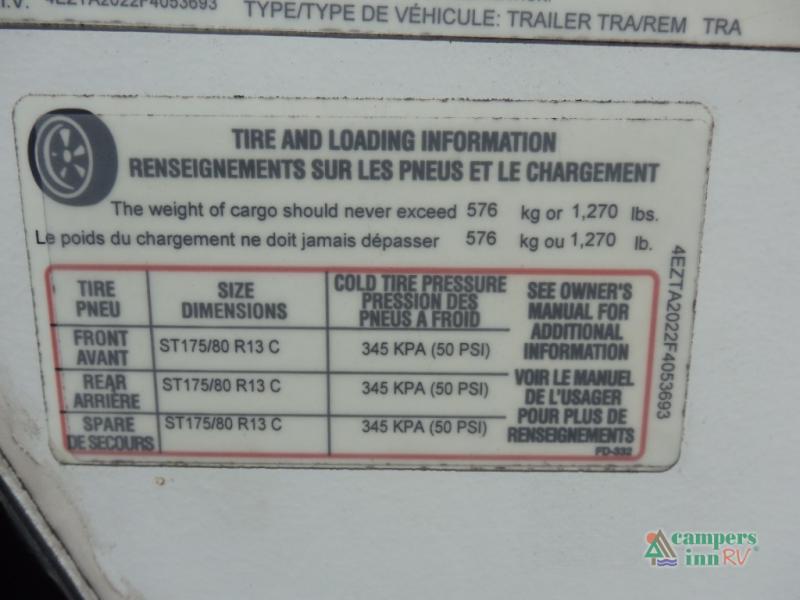 4EZTA2022F4053693
TYPE/TYPE DE VÉHICULE: TRAILER TRA/REM TRA
TIRE AND LOADING INFORMATION
RENSEIGNEMENTS SUR LES PNEUS ET LE CHARGEMENT
The weight of cargo should never exceed 576 kg or 1,270 lbs.
Le poids du chargement ne doit jamais dépasser 576 kg ou 1,270 lb.
TIRE
PNEU
SIZE
DIMENSIONS
COLD TIRE PRESSURE
PRESSION DES
PNEUS A FROID
SEE OWNER'S
MANUAL FOR
ADDITIONAL
INFORMATION
VOIR LE MANUEL
DE L'USAGER
POUR PLUS DE
RENSEIGNEMENTS
FRONT
AVANT
ST175/80 R13 C
345 KPA (50 PSI)
REAR
ARRIÈRE
ST175/80 R13 C
345 KPA (50 PSI)
SPARE
DE SECOURS
ST175/80 R13 C
345 KPA (50 PSI)
PD-332
4EZTA2022F4053693
campers
inn RV®